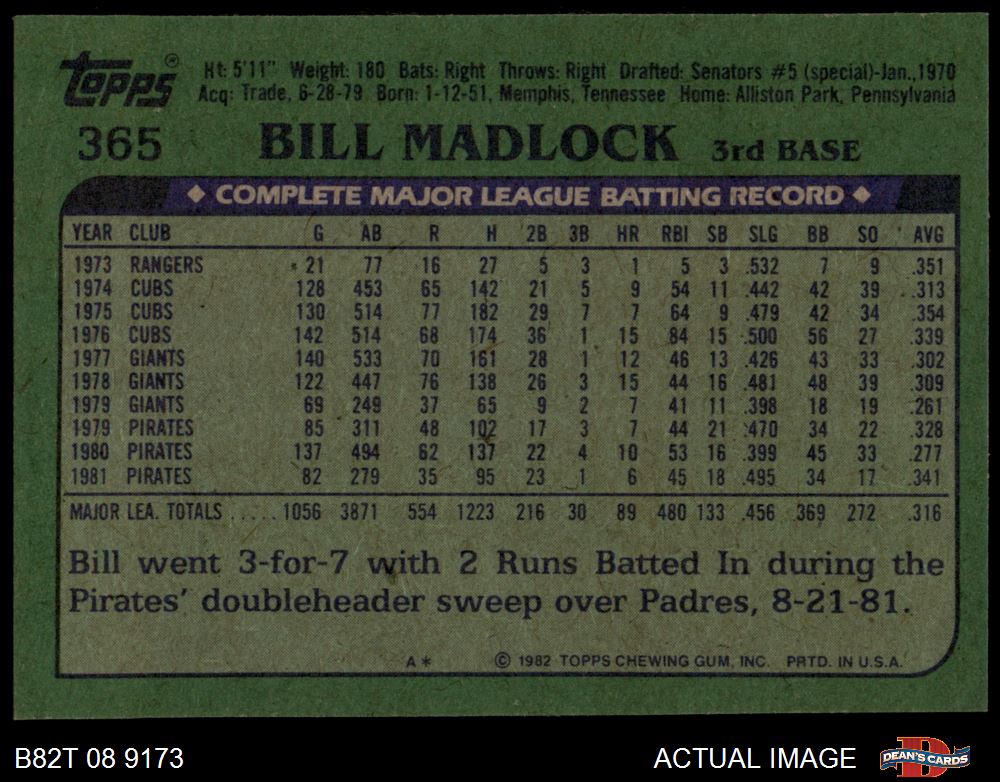 Topps® Ht: 5'11" Weight: 180 Bats: Right Throws: Right Drafted: Senators #5 (special)-Jan.,1970
Acq: Trade, 6-28-79 Born: 1-12-51, Memphis, Tennessee Home: Alliston Park, Pennsylvania
365 BILL MADLOCK 3rd BASE
◆ COMPLETE MAJOR LEAGUE BATTING RECORD ◆
YEAR CLUB G AB R H 2B 3B HR RBI SB SLG BB SO AVG
1973 RANGERS 21 77 16 27 5 3 1 5 3 .532 7 9 .351
1974 CUBS 128 453 65 142 21 5 9 54 11 .442 42 39 .313
1975 CUBS 130 514 77 182 29 7 7 64 9 .479 42 34 .354
1976 CUBS 142 514 68 174 36 1 15 84 15 .500 56 27 .339
1977 GIANTS 140 533 70 161 28 1 12 46 13 .426 43 33 .302
1978 GIANTS 122 447 76 138 26 3 15 44 16 .481 48 39 .309
1979 GIANTS 69 249 37 65 9 2 7 41 11 .398 18 19 .261
1979 PIRATES 85 311 48 102 17 3 7 44 21 .470 34 22 .328
1980 PIRATES 137 494 62 137 22 4 10 53 16 .399 45 33 .277
1981 PIRATES 82 279 35 95 23 1 6 45 18 .495 34 17 .341
MAJOR LEA. TOTALS ..... 1056 3871 554 1223 216 30 89 480 133 .456 369 272 .316
Bill went 3-for-7 with 2 Runs Batted In during the
Pirates' doubleheader sweep over Padres, 8-21-81.
A* © 1982 TOPPS CHEWING GUM, INC. PRTD. IN U.S.A.
B82T 08 9173 ACTUAL IMAGE DEAN'S CARDS